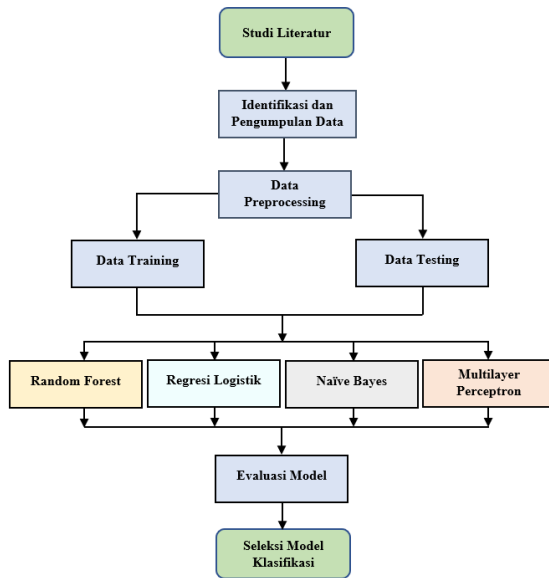 Studi Literatur
Identifikasi dan
Pengumpulan Data
Data
Preprocessing
Data Training
Data Testing
Random Forest
Regresi Logistik
Naïve Bayes
Multilayer
Perceptron
Evaluasi Model
Seleksi Model
Klasifikasi